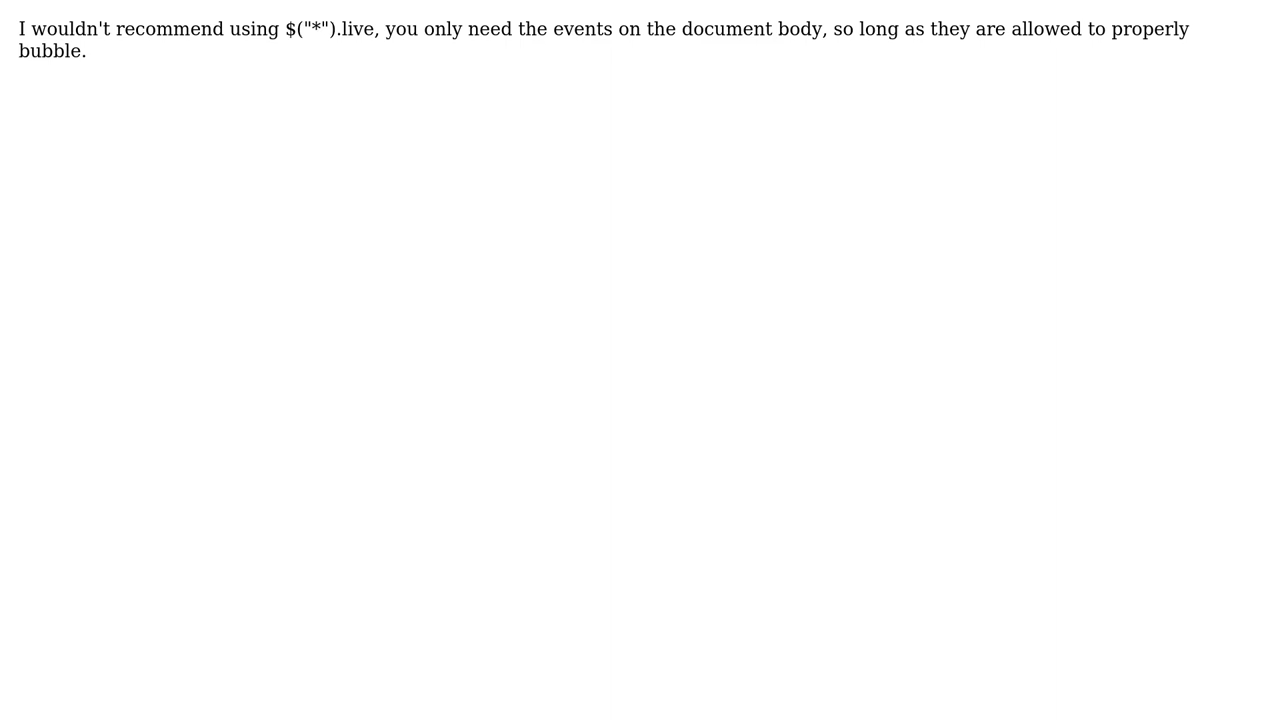 I wouldn't recommend using $("*").live, you only need the events on the document body, so long as they are allowed to properly
bubble.